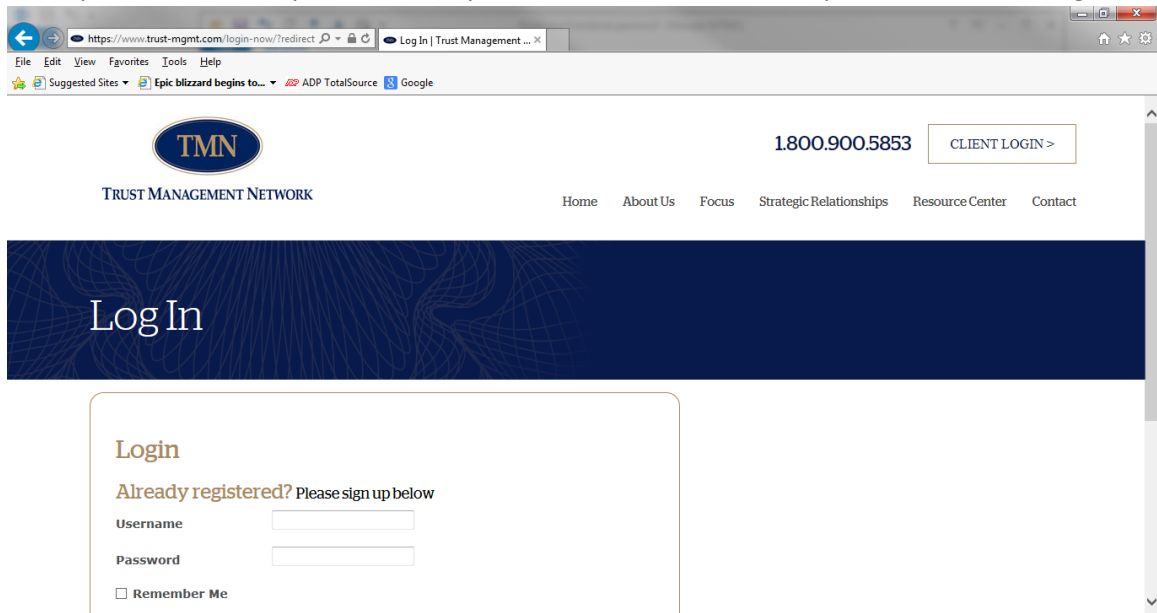 https://www.trust-mgmt.com/login-now/?redirect
Log In | Trust Management ...
File Edit View Favorites Tools Help
Suggested Sites Epic blizzard begins to... ADP TotalSource Google
TMN
TRUST MANAGEMENT NETWORK
1.800.900.5853
CLIENT LOGIN >
Home About Us Focus Strategic Relationships Resource Center Contact
Log In
Login
Already registered? Please sign up below
Username
Password
Remember Me